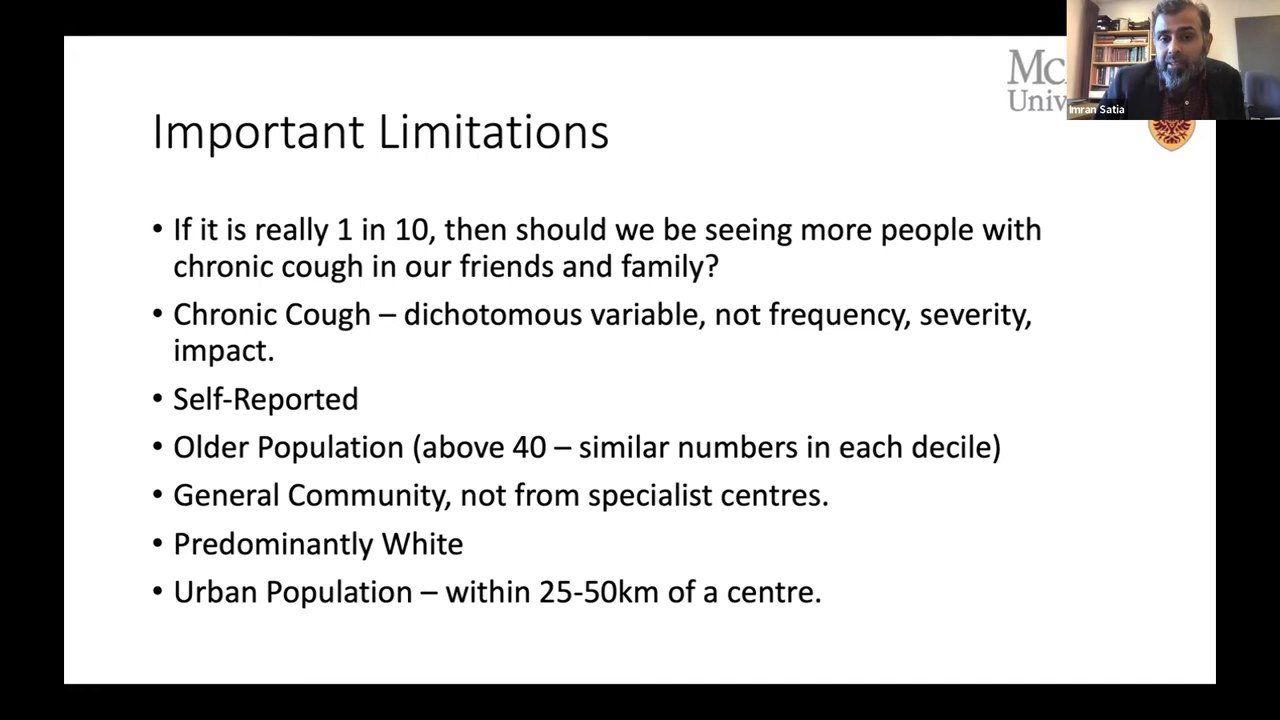 Important Limitations
• If it is really 1 in 10, then should we be seeing more people with
chronic cough in our friends and family?
• Chronic Cough – dichotomous variable, not frequency, severity,
impact.
• Self-Reported
• Older Population (above 40 – similar numbers in each decile)
• General Community, not from specialist centres.
• Predominantly White
• Urban Population – within 25-50km of a centre.
Imran Satia